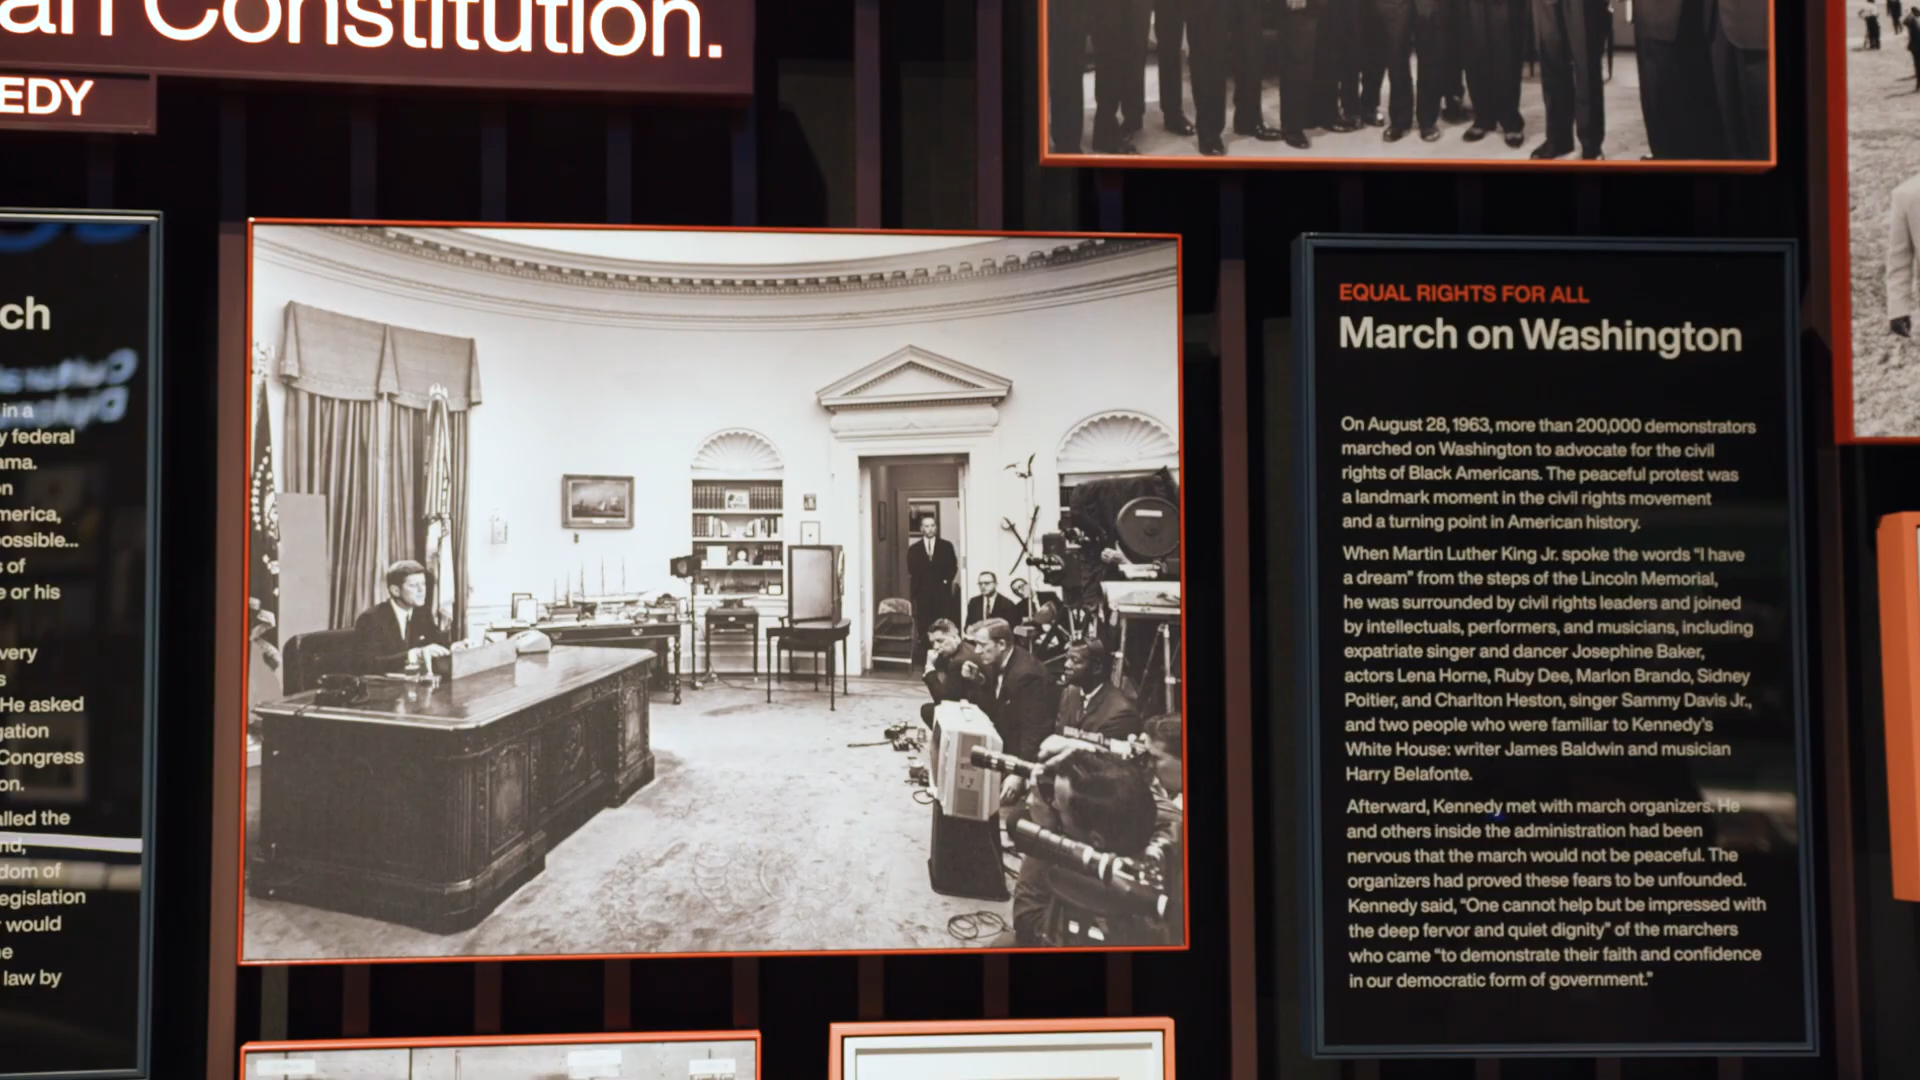 an Constitution.
EDY
ch
in a
y federal
ama.
on
merica,
ossible...
s of
e or his
very
s
He asked
gation
Congress
on.
alled the
nd,
dom of
egislation
would
e
law by
EQUAL RIGHTS FOR ALL
March on Washington
On August 28, 1963, more than 200,000 demonstrators
marched on Washington to advocate for the civil
rights of Black Americans. The peaceful protest was
a landmark moment in the civil rights movement
and a turning point in American history.
When Martin Luther King Jr. spoke the words “I have
a dream” from the steps of the Lincoln Memorial,
he was surrounded by civil rights leaders and joined
by intellectuals, performers, and musicians, including
expatriate singer and dancer Josephine Baker,
actors Lena Horne, Ruby Dee, Marlon Brando, Sidney
Poitier, and Charlton Heston, singer Sammy Davis Jr.,
and two people who were familiar to Kennedy’s
White House: writer James Baldwin and musician
Harry Belafonte.
Afterward, Kennedy met with march organizers. He
and others inside the administration had been
nervous that the march would not be peaceful. The
organizers had proved these fears to be unfounded.
Kennedy said, “One cannot help but be impressed with
the deep fervor and quiet dignity” of the marchers
who came “to demonstrate their faith and confidence
in our democratic form of government.”